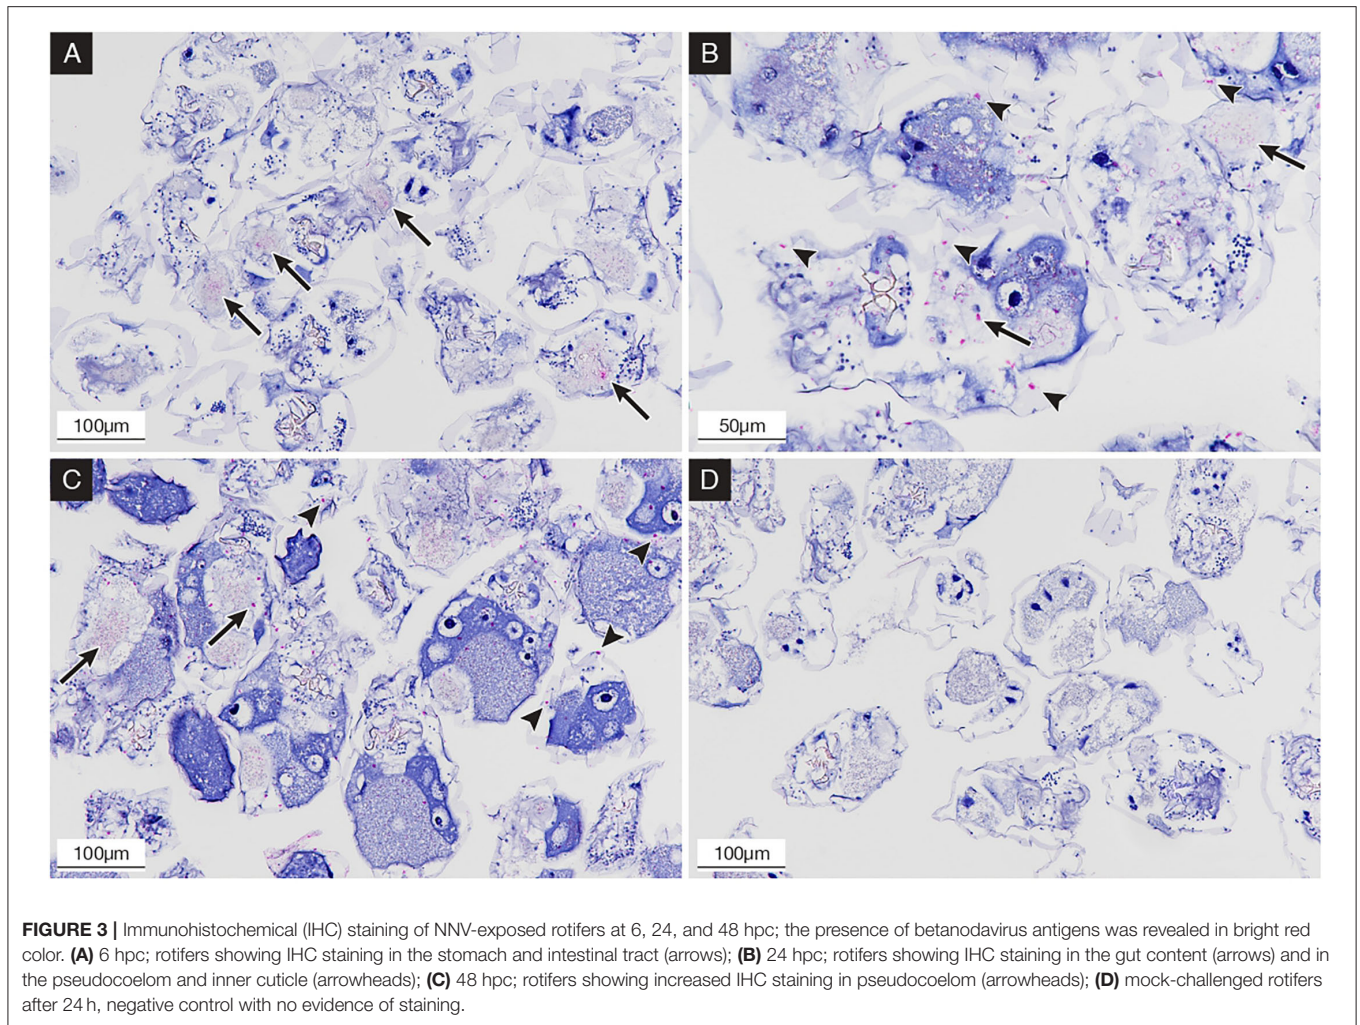 A
B
100µm
50µm
C
D
100µm
100µm
FIGURE 3 | Immunohistochemical (IHC) staining of NNV-exposed rotifers at 6, 24, and 48 hpc; the presence of betanodavirus antigens was revealed in bright red
color. (A) 6 hpc; rotifers showing IHC staining in the stomach and intestinal tract (arrows); (B) 24 hpc; rotifers showing IHC staining in the gut content (arrows) and in
the pseudocoelom and inner cuticle (arrowheads); (C) 48 hpc; rotifers showing increased IHC staining in pseudocoelom (arrowheads); (D) mock-challenged rotifers
after 24 h, negative control with no evidence of staining.